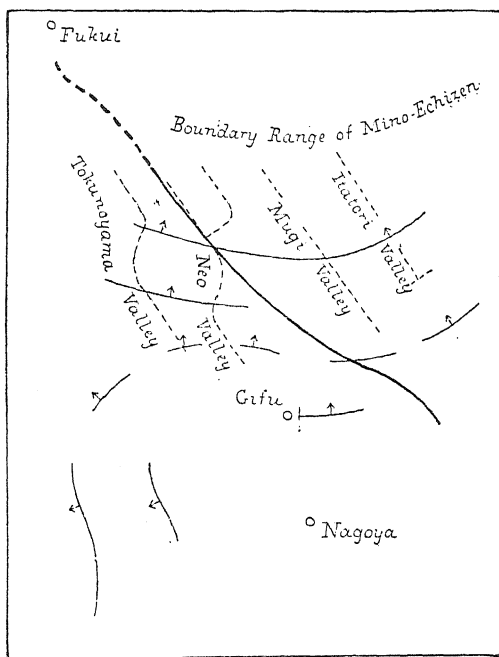 Fukui
Boundary Range of Mino-Echizen
Tokunoyama
Valley
Neo
Valley
Mugi
Valley
Itatori
Valley
Gifu
Nagoya